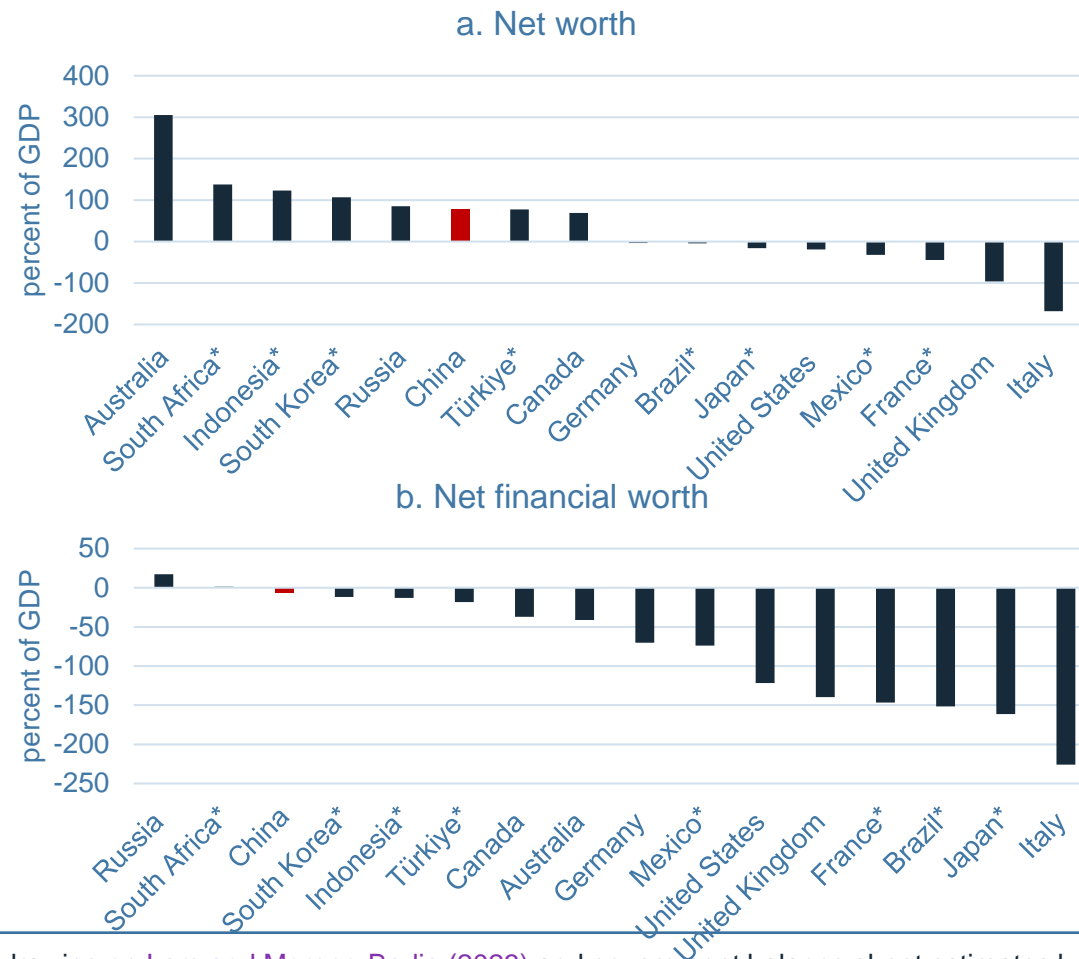 a. Net worth
percent of GDP
400
300
200
100
0
-100
-200
Australia
South Africa*
Indonesia*
South Korea*
Russia
China
Türkiye*
Canada
Germany
Brazil*
Japan*
United States
Mexico*
France*
United Kingdom
Italy
b. Net financial worth
percent of GDP
50
0
-50
-100
-150
-200
-250
Russia
South Africa*
China
South Korea*
Indonesia*
Türkiye*
Canada
Australia
Germany
Mexico*
United States
United Kingdom
France*
Brazil*
Japan*
Italy